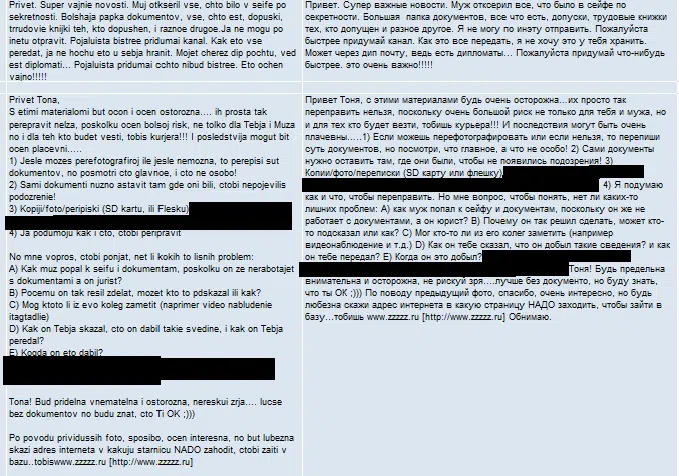 Privet. Super vajnie novosti. Muj otkseril vse, chto bilo v seife po
sekretnosti. Bolshaja papka dokumentov, vse, chto est, dopuski,
trudovie knijki teh, kto dopushen, i raznoe drugoe.Ja ne mogu po
inetu otpravit. Pojaluista bistree pridumai kanal. Kak eto vse
peredat, ja ne hochu eto u sebja hranit. Mojet cherez dip pochtu, ved
est diplomati... Pojaluista pridumai cchto nibud bistree. Eto ochen
vajno!!!!!
Привет. Супер важные новости. Муж отксерил все, что было в сейфе по
секретности. Большая папка документов, все что есть, допуски, трудовые книжки
тех, кто допущен и разное другое. Я не могу по инэту отправить. Пожалуйста
быстрее придумай канал. Как это все передать, я не хочу это у тебя хранить.
Может через дип почту, ведь есть дипломаты... Пожалуйста придумай что-нибудь
быстрее. это очень важно!!!!!
Privet Tona,
S etimi materialomi but ocon i ocen ostorozna.... ih prosta tak
perepravit nelza, poskolku ocen bolsoj risk, ne tolko dla Tebja i Muza
no i dla teh kto budet vesti, tobis kurjera!!! I posledstvija mogut bit
ocen placevni.....
1) Jesle mozes perefotografiroj ile jesle nemozna, to perepisi sut
dokumentov, no posmotri cto glavnoe, i cto ne osobo!
2) Sami dokumenti nuzno astavit tam gde oni bili, ctobi nepojevilis
podozrenie!
3) Kopiji/foto/peripiski (SD kartu, ili Flesku)
4) Ja podumoju kak i cto, ctobi peripravit
No mne vopros, ctobi ponjat, net li kokih to lisnih problem:
A) Kak muz popal k seifu i dokumentam, poskolku on ze nerabotajet
s dokumentami a on jurist?
B) Pocemu on tak resil zdelat, mozet kto to pdskazal ili kak?
C) Mog kto to li iz evo koleg zametit (naprimer video nabludenie
itagtadlie)
D) Kak on Tebja skazal, cto on dabil takie svedine, i kak on Tebja
peredal?
E) Kogda on eto dabil?
Tona! Bud pridelna vnematelna i ostorozna, nereskui zrja.... lucse
bez dokumentov no budu znat, cto Ti OK ;)))
Po povodu prividussih foto, sposibo, ocen interesna, no but lubezna
skazi adres interneta v kakuju starnicu NADO zahodit, ctobi zaiti v
bazu..tobiswww.zzzzz.ru [http://www.zzzzz.ru]
Привет Тоня, с этими материалами будь очень осторожна...их просто так
переправить нельзя, поскольку очень большой риск не только для тебя и мужа, но
и для тех кто будет везти, тобишь курьера!!! И последствия могут быть очень
плачевны.....1) Если можешь перефотографировать или если нельзя, то перепиши
суть документов, но посмотри, что главное, а что не особо! 2) Сами документы
нужно оставить там, где они были, чтобы не появились подозрения! 3)
Копии/фото/переписки (SD карту или флешку),
4) Я подумаю
как и что, чтобы переправить. Но мне вопрос, чтобы понять, нет ли каких-то
лишних проблем: А) как муж попал к сейфу и документам, поскольку он же не
работает с документами, а он юрист? B) Почему он так решил сделать, может кто-
то подсказал или как? C) Мог кто-то ли из его колег заметить (например
видеонаблюдение и т.д.) D) Как он тебе сказал, что он добыл такие сведения? и как
он тебе передал? E) Когда он это добыл?
Тоня! Будь предельна
внимательна и осторожна, не рискуй зря....лучше без документо, но буду знать,
что ты OK ;))) По поводу предыдущий фото, спасибо, очень интересно, но будь
любезна скажи адрес интернета в какую страницу НАДО заходить, чтобы зайти в
базу...тобишь www.zzzzz.ru [http://www.zzzzz.ru] Обнимаю.